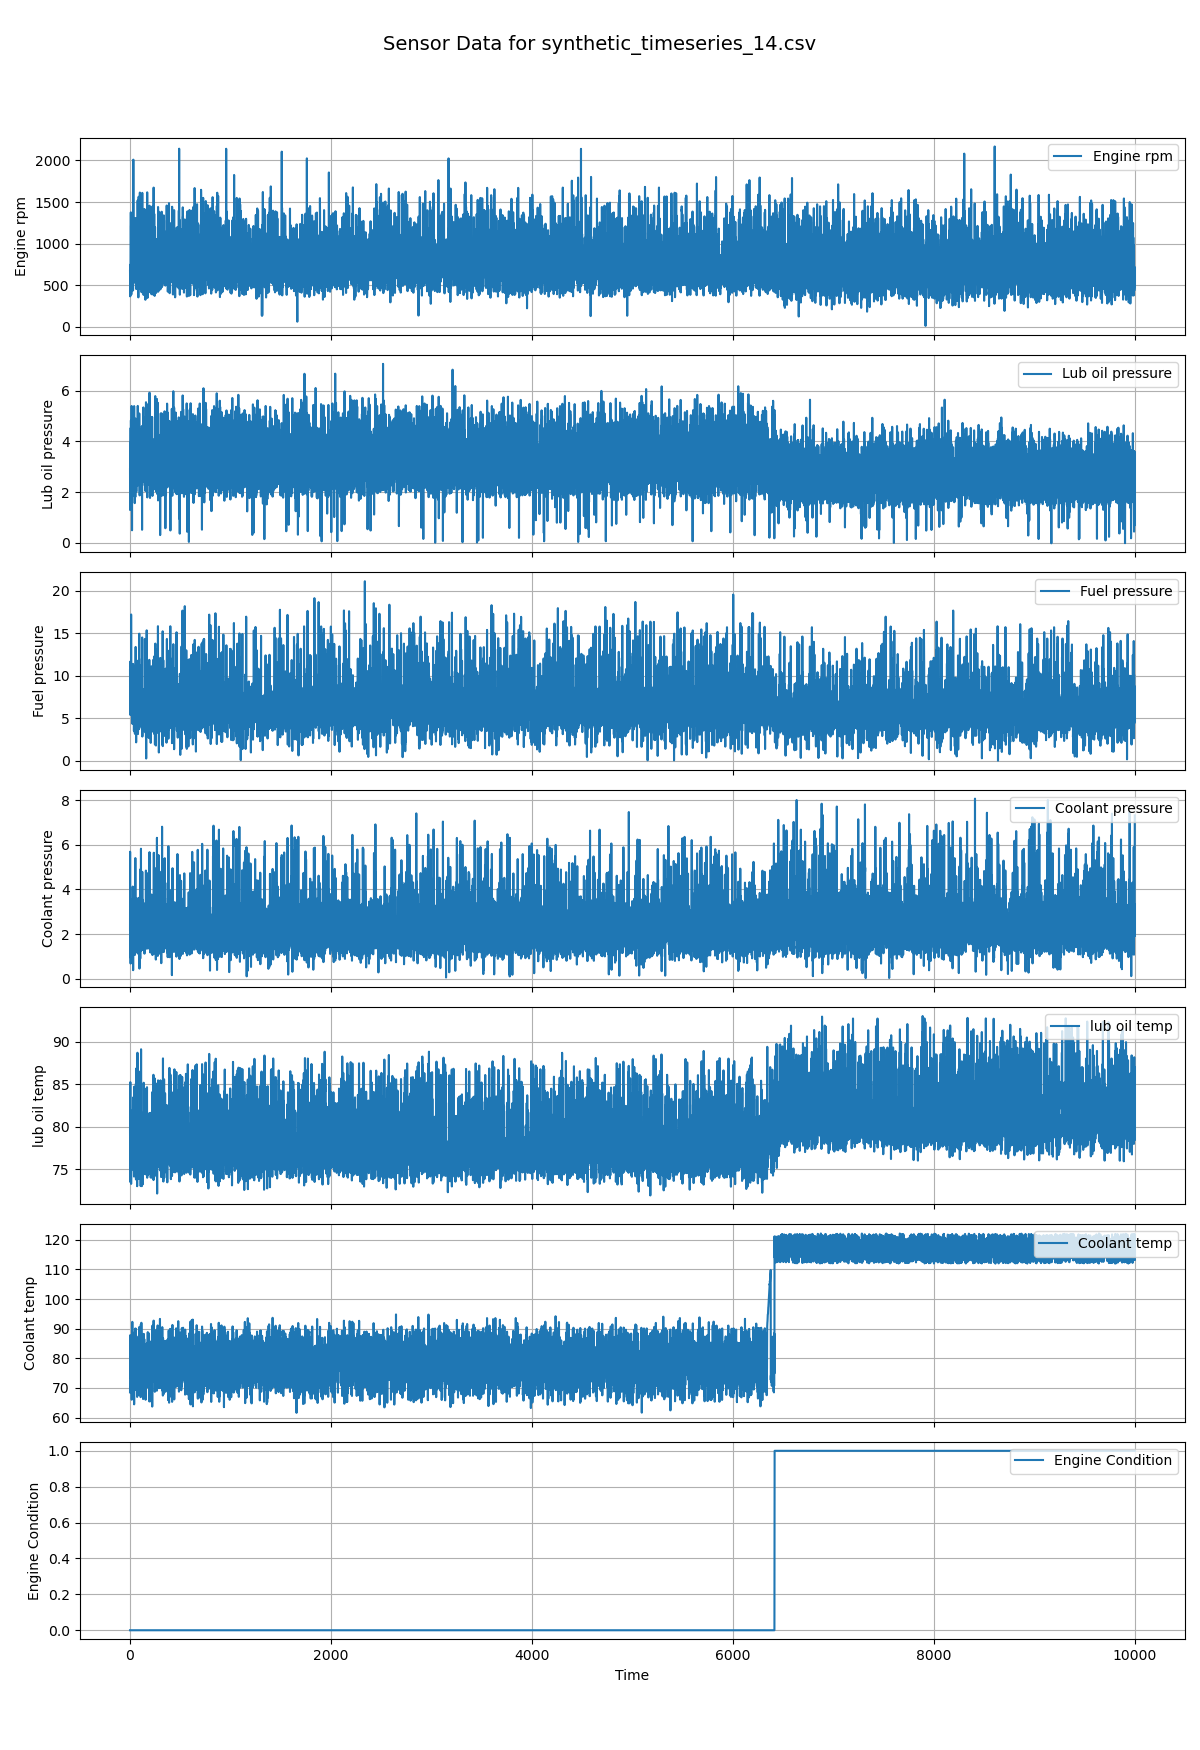 Sensor Data for synthetic_timeseries_14.csv
Engine rpm
2000
1500
1000
500
0
Engine rpm
Lub oil pressure
6
4
2
0
Lub oil pressure
Fuel pressure
20
15
10
5
0
Fuel pressure
Coolant pressure
8
6
4
2
0
Coolant pressure
lub oil temp
90
85
80
75
lub oil temp
Coolant temp
120
110
100
90
80
70
60
Coolant temp
Engine Condition
1.0
0.8
0.6
0.4
0.2
0.0
Engine Condition
0 2000 4000 6000 8000 10000
Time